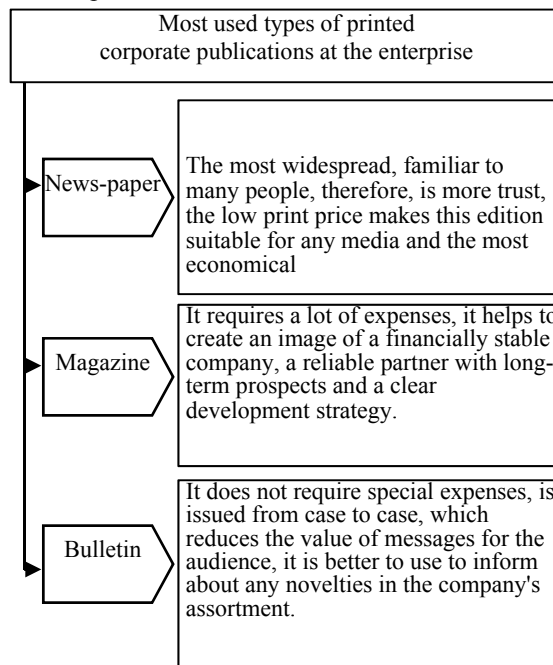 Most used types of printed
corporate publications at the enterprise
News-paper
The most widespread, familiar to
many people, therefore, is more trust,
the low print price makes this edition
suitable for any media and the most
economical
Magazine
It requires a lot of expenses, it helps to
create an image of a financially stable
company, a reliable partner with long-
term prospects and a clear
development strategy.
Bulletin
It does not require special expenses, is
issued from case to case, which
reduces the value of messages for the
audience, it is better to use to inform
about any novelties in the company's
assortment.